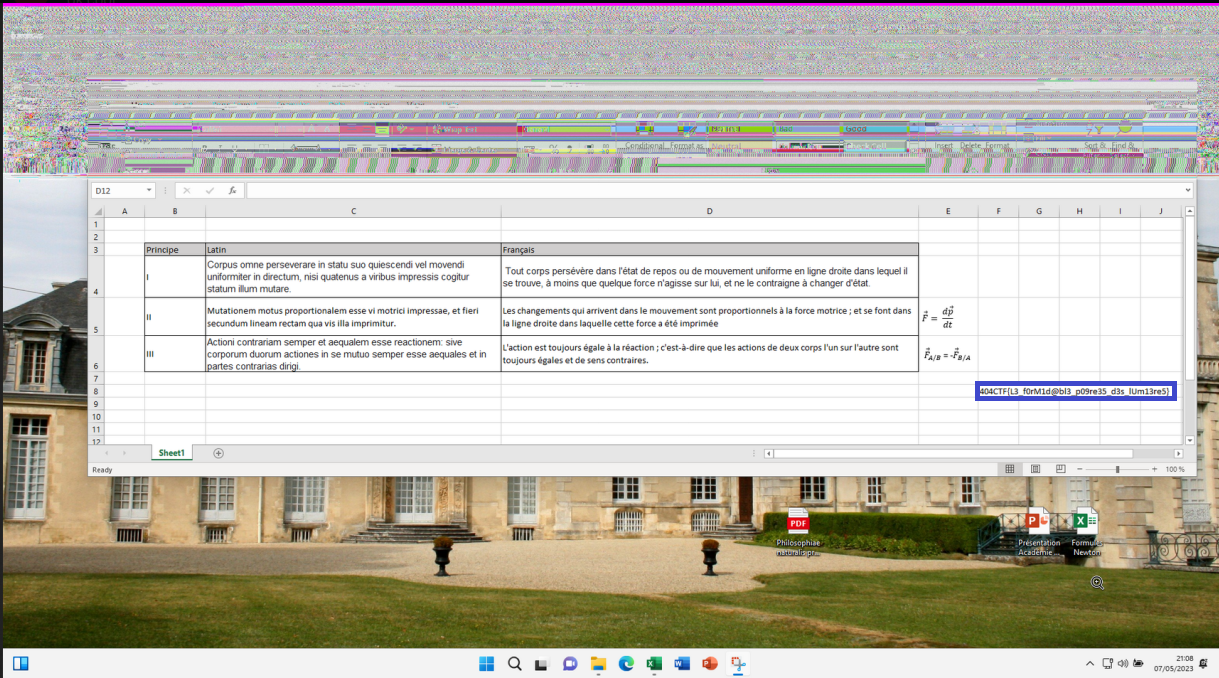 Conditional Format as Neutral
Insert Delete Format
Sort & Find &
D12
fx
A B C D E F G H I J
1
2
3 Principe Latin Français
4 I Corpus omne perseverare in statu suo quiescendi vel movendi
uniformiter in directum, nisi quatenus a viribus impressis cogitur
statum illum mutare.
Tout corps persévère dans l'état de repos ou de mouvement uniforme en ligne droite dans lequel il
se trouve, à moins que quelque force n'agisse sur lui, et ne le contraigne à changer d'état.
5 II Mutationem motus proportionalem esse vi motrici impressae, et fieri
secundum lineam rectam qua vis illa imprimitur.
Les changements qui arrivent dans le mouvement sont proportionnels à la force motrice ; et se font dans
la ligne droite dans laquelle cette force a été imprimée
F⃗ = dp⃗/dt
6 III Actioni contrariam semper et aequalem esse reactionem: sive
corporum duorum actiones in se mutuo semper esse aequales et in
partes contrarias dirigi.
L'action est toujours égale à la réaction ; c'est-à-dire que les actions de deux corps l'un sur l'autre sont
toujours égales et de sens contraires.
F⃗A/B = -F⃗B/A
7
8 404CTF{L3_f0rM1d@bl3_p09re35_d3s_lUm13re5}
9
10
11
12
Sheet1
Ready
100 %
PDF
Philosophiae
naturalis pr...
Présentation
Académie ...
Formules
Newton
21:08
07/05/2023